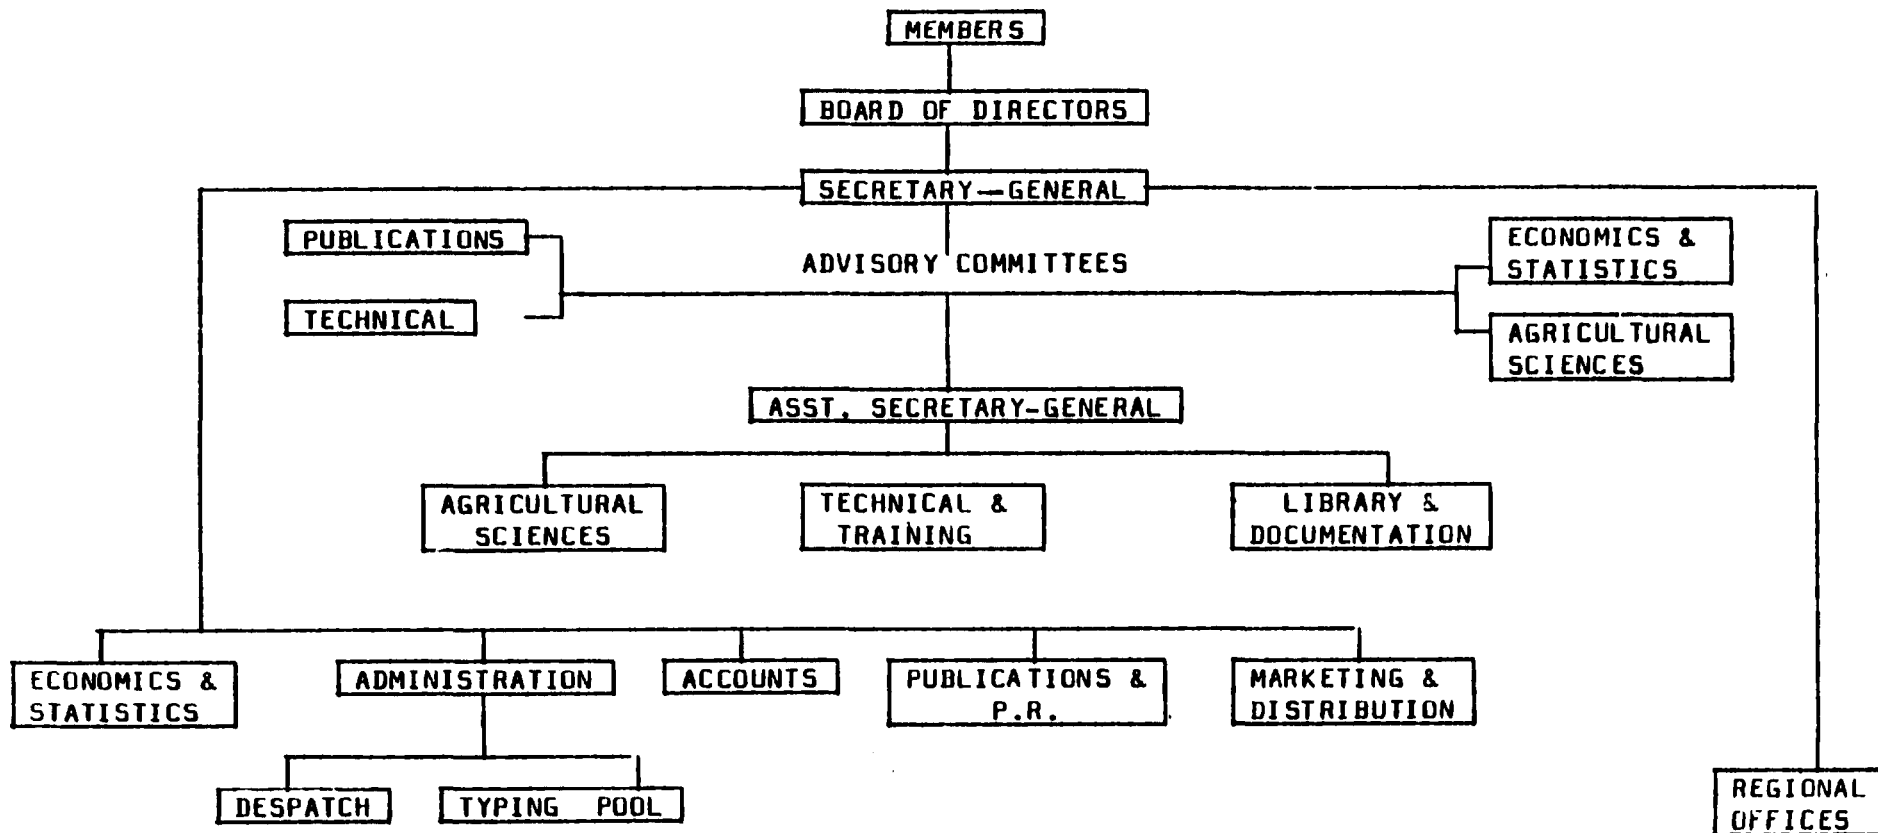 MEMBERS
BOARD OF DIRECTORS
SECRETARY—GENERAL
PUBLICATIONS
ECONOMICS &
STATISTICS
ADVISORY COMMITTEES
TECHNICAL
AGRICULTURAL
SCIENCES
ASST. SECRETARY-GENERAL
AGRICULTURAL
SCIENCES
TECHNICAL &
TRAINING
LIBRARY &
DOCUMENTATION
ECONOMICS &
STATISTICS
ADMINISTRATION
ACCOUNTS
PUBLICATIONS &
P.R.
MARKETING &
DISTRIBUTION
DESPATCH
TYPING POOL
REGIONAL
OFFICES